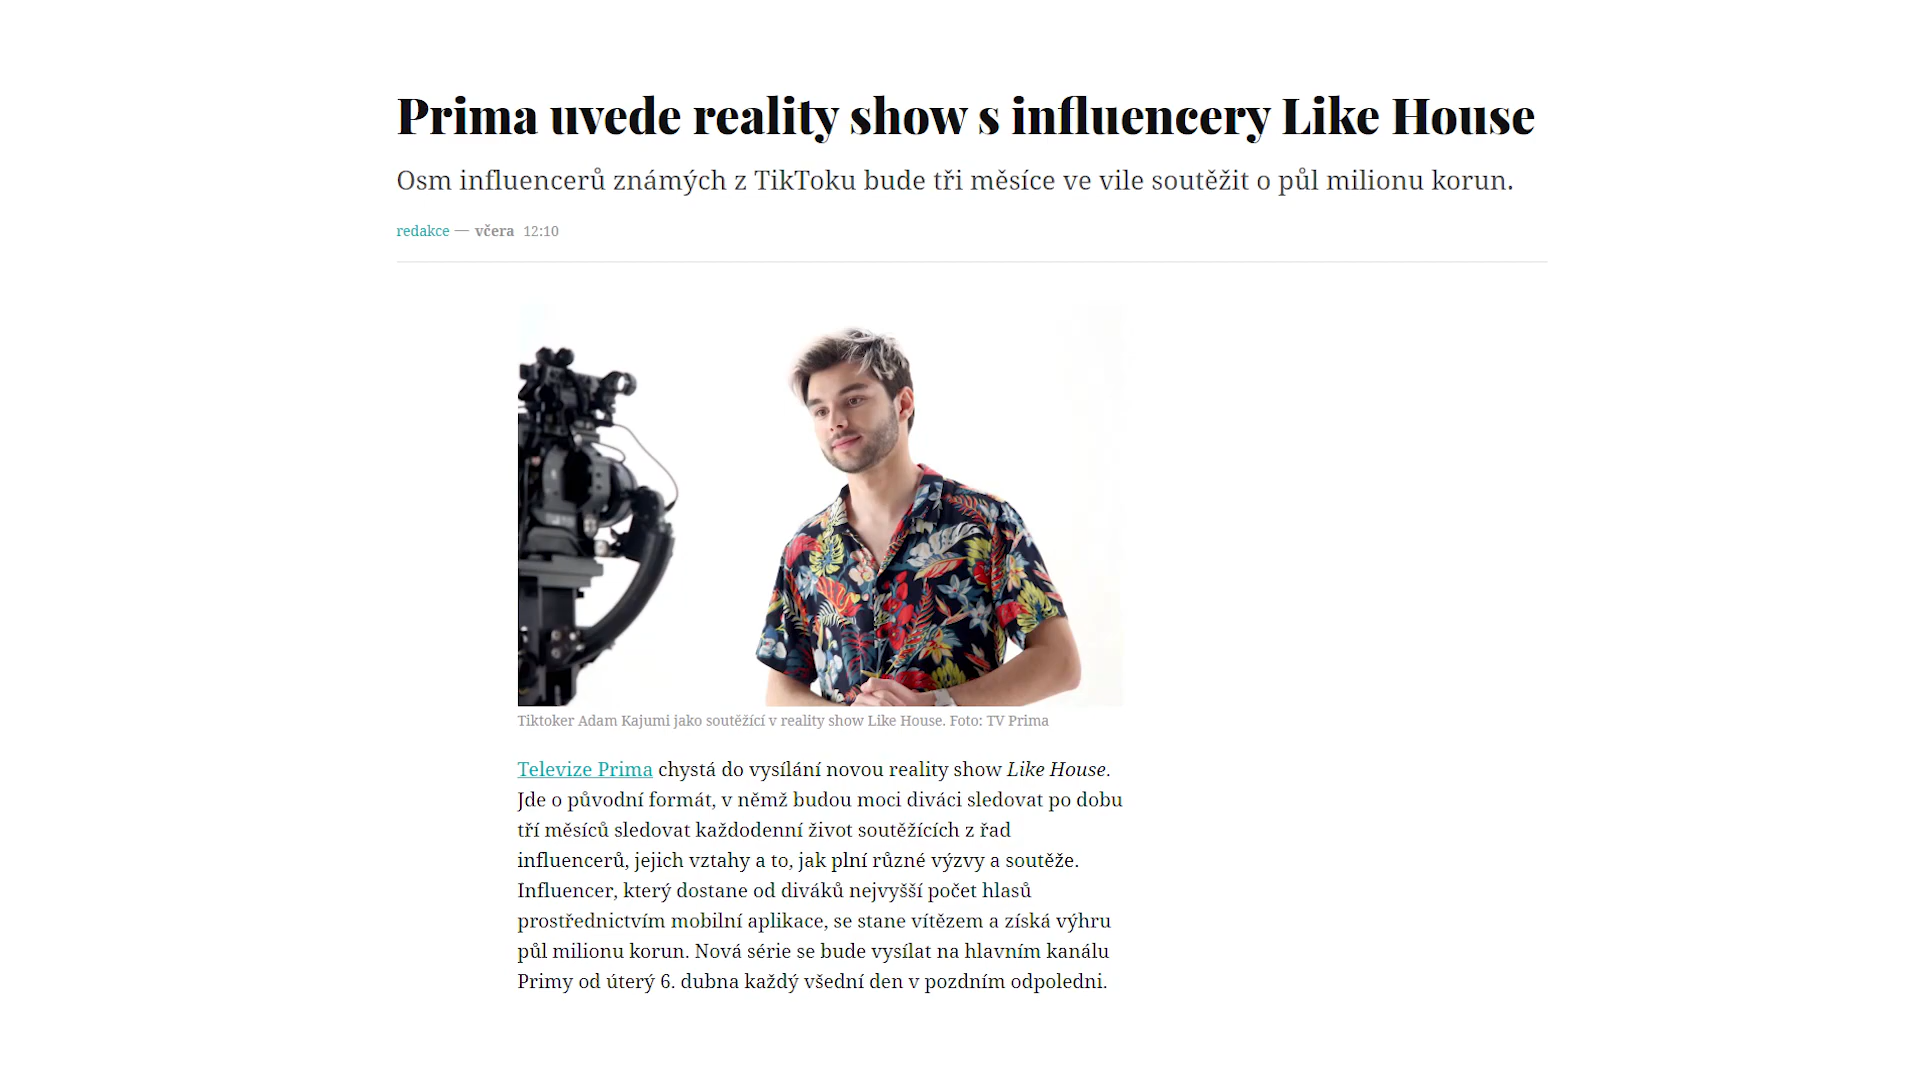 Prima uvede reality show s influencery Like House
Osm influencerů známých z TikToku bude tři měsíce ve vile soutěžit o půl milionu korun.
redakce — včera 12:10
Tiktoker Adam Kajumi jako soutěžící v reality show Like House. Foto: TV Prima
Televize Prima chystá do vysílání novou reality show Like House.
Jde o původní formát, v němž budou moci diváci sledovat po dobu
tří měsíců sledovat každodenní život soutěžících z řad
influencerů, jejich vztahy a to, jak plní různé výzvy a soutěže.
Influencer, který dostane od diváků nejvyšší počet hlasů
prostřednictvím mobilní aplikace, se stane vítězem a získá výhru
půl milionu korun. Nová série se bude vysílat na hlavním kanálu
Primy od úterý 6. dubna každý všední den v pozdním odpoledni.